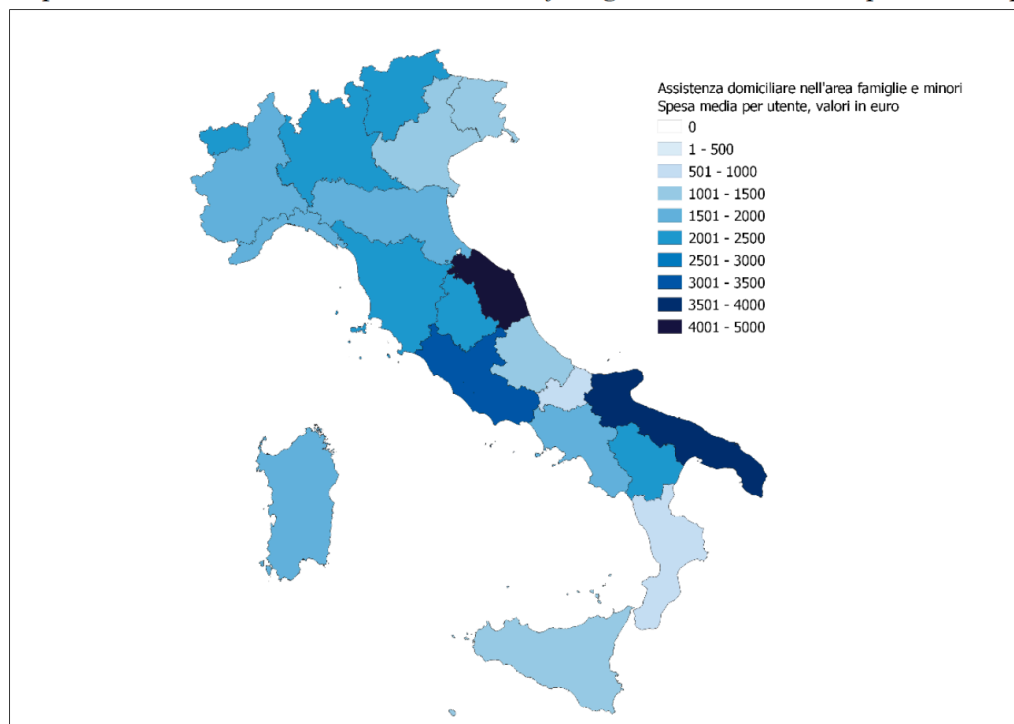 Assistenza domiciliare nell'area famiglie e minori
Spesa media per utente, valori in euro
0
1 - 500
501 - 1000
1001 - 1500
1501 - 2000
2001 - 2500
2501 - 3000
3001 - 3500
3501 - 4000
4001 - 5000